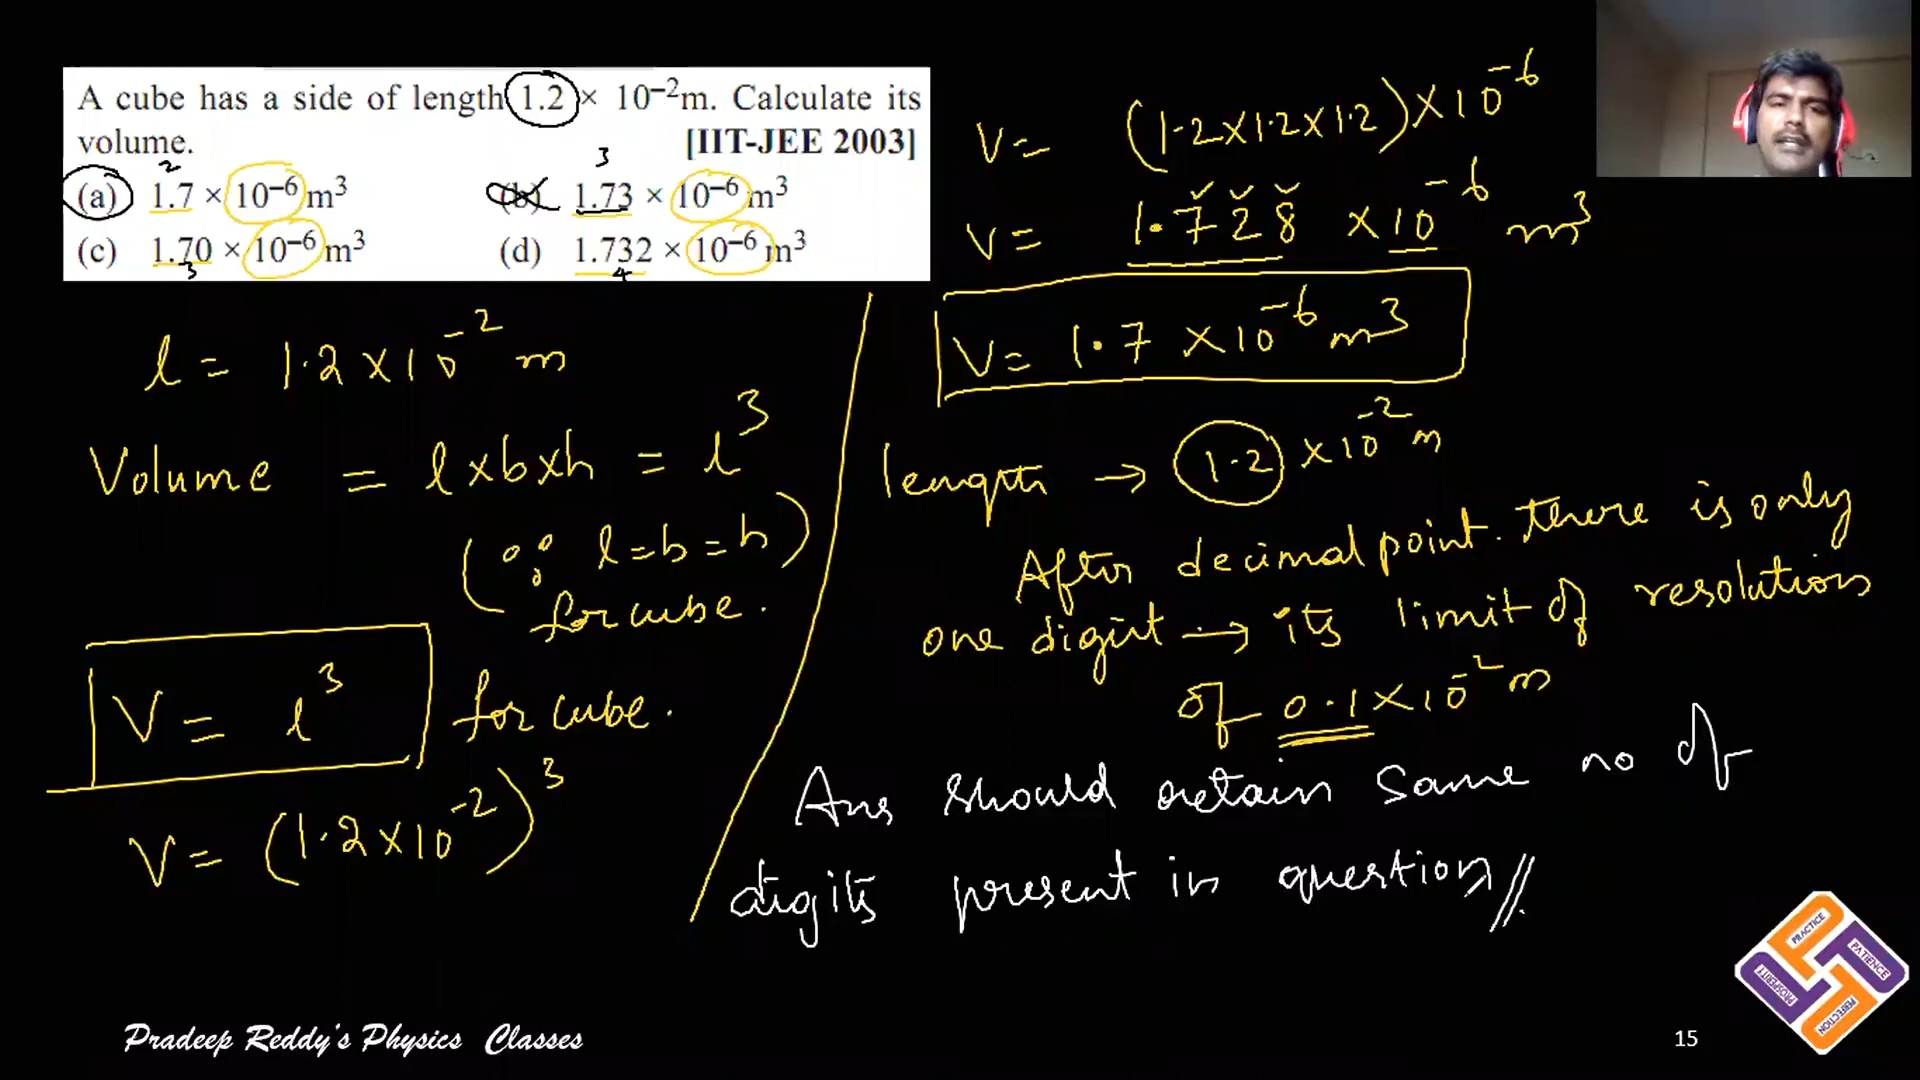 A cube has a side of length 1.2 × 10⁻²m. Calculate its
volume. [IIT-JEE 2003]
2 3
(a) 1.7 × 10⁻⁶ m³ (b) 1.73 × 10⁻⁶ m³
(c) 1.70 × 10⁻⁶ m³ (d) 1.732 × 10⁻⁶ m³
3 4
l = 1.2 × 10⁻² m
Volume = l×b×h = l³
(∵ l=b=h)
for cube.
V = l³ for cube.
V = (1.2×10⁻²)³
V = (1.2×1.2×1.2)×10⁻⁶
V = 1.728 × 10⁻⁶ m³
V = 1.7 ×10⁻⁶ m³
length → 1.2 ×10⁻² m
After decimal point. there is only
one digit → its limit of resolution
of 0.1×10⁻² m
Ans should retain same no of
digits present in question//.
Pradeep Reddy's Physics Classes
15
PRACTICE
PATIENCE
PROSPERITY
PERFECTION